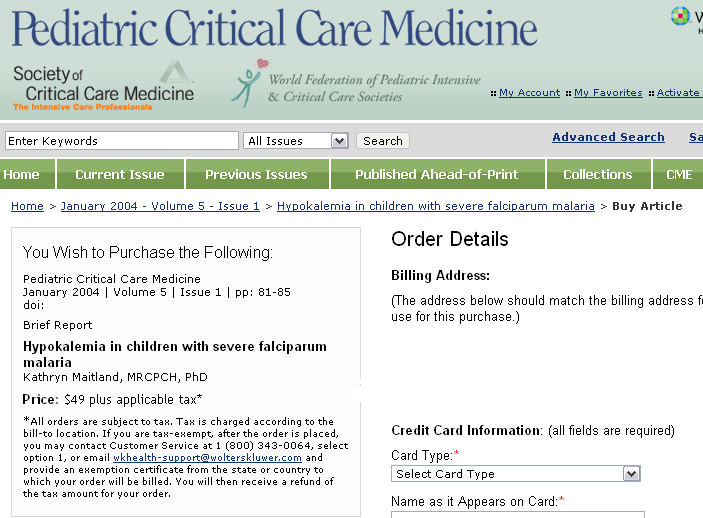 Pediatric Critical Care Medicine
Society of
Critical Care Medicine
The Intensive Care Professionals
World Federation of Pediatric Intensive
& Critical Care Societies
My Account My Favorites Activate
Enter Keywords All Issues Search Advanced Search
Home Current Issue Previous Issues Published Ahead-of-Print Collections CME
Home > January 2004 - Volume 5 - Issue 1 > Hypokalemia in children with severe falciparum malaria > Buy Article
You Wish to Purchase the Following:
Pediatric Critical Care Medicine
January 2004 | Volume 5 | Issue 1 | pp: 81-85
doi:
Brief Report
Hypokalemia in children with severe falciparum
malaria
Kathryn Maitland, MRCPCH, PhD
Price: $49 plus applicable tax*
*All orders are subject to tax. Tax is charged according to the
bill-to location. If you are tax-exempt, after the order is placed,
you may contact Customer Service at 1 (800) 343-0064, select
option 1, or email wkhealth-support@wolterskluwer.com and
provide an exemption certificate from the state or country to
which your order will be billed. You will then receive a refund of
the tax amount for your order.
Order Details
Billing Address:
(The address below should match the billing address
use for this purchase.)
Credit Card Information: (all fields are required)
Card Type:*
Select Card Type
Name as it Appears on Card:*